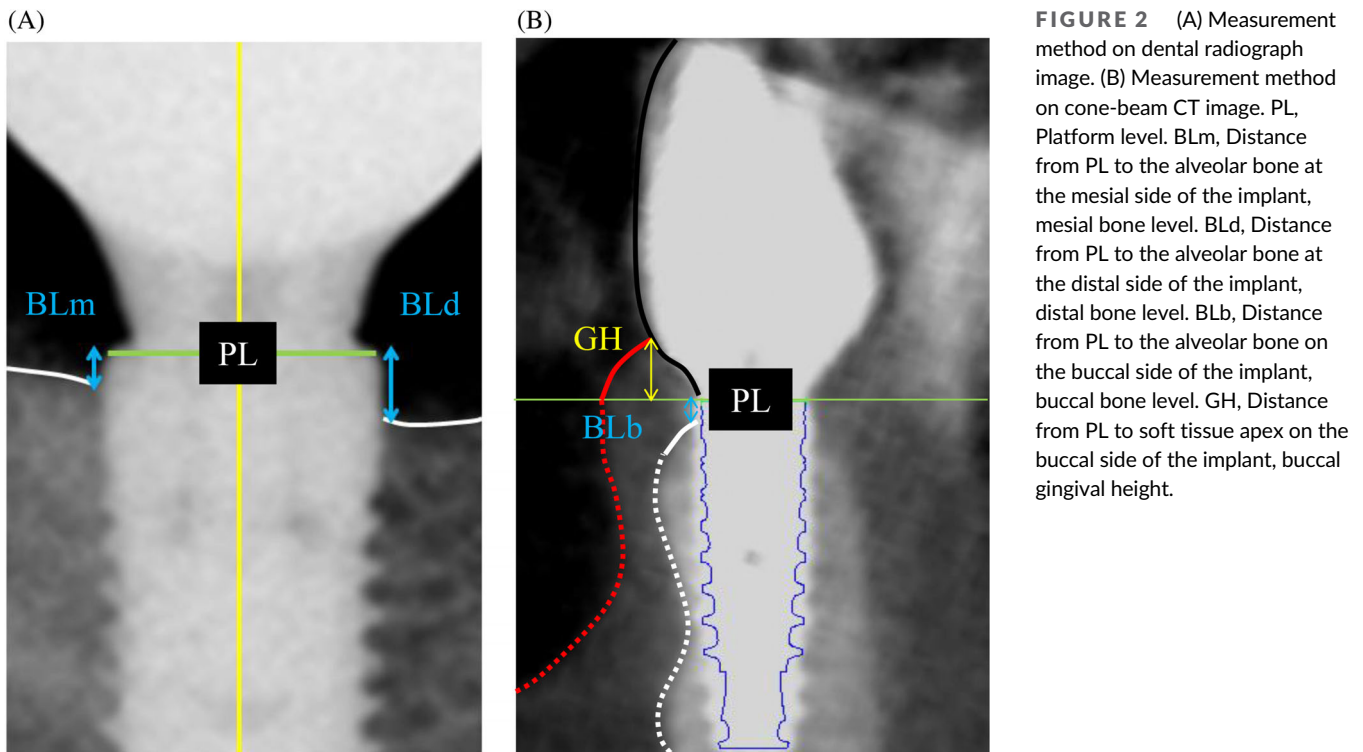 (A)
BLm
BLd
PL
(B)
GH
BLb
PL
FIGURE 2 (A) Measurement
method on dental radiograph
image. (B) Measurement method
on cone-beam CT image. PL,
Platform level. BLm, Distance
from PL to the alveolar bone at
the mesial side of the implant,
mesial bone level. BLd, Distance
from PL to the alveolar bone at
the distal side of the implant,
distal bone level. BLb, Distance
from PL to the alveolar bone on
the buccal side of the implant,
buccal bone level. GH, Distance
from PL to soft tissue apex on the
buccal side of the implant, buccal
gingival height.